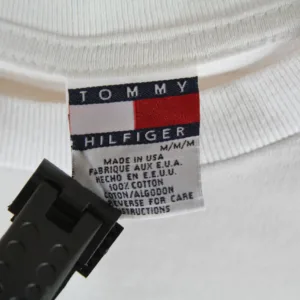 TOMMY
HILFIGER
M/M/M
MADE IN USA
FABRIQUE AUX E.U.A.
HECHO EN E.E.U.U.
100% COTTON
COTON/ALGODON
REVERSE FOR CARE
INSTRUCTIONS